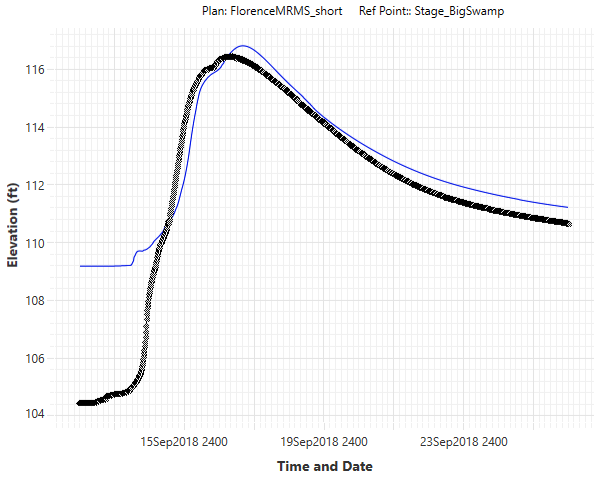 Plan: FlorenceMRMS_short Ref Point:: Stage_BigSwamp
116
114
112
110
108
106
104
Elevation (ft)
15Sep2018 2400 19Sep2018 2400 23Sep2018 2400
Time and Date